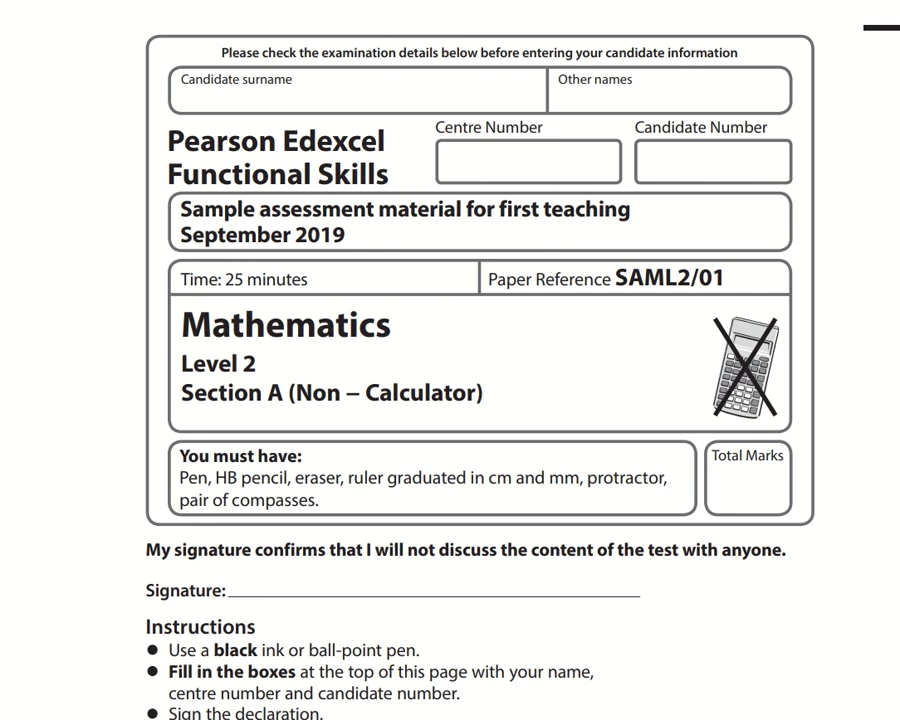 Please check the examination details below before entering your candidate information
Candidate surname
Other names
Pearson Edexcel
Functional Skills
Centre Number
Candidate Number
Sample assessment material for first teaching
September 2019
Time: 25 minutes
Paper Reference SAML2/01
Mathematics
Level 2
Section A (Non – Calculator)
You must have:
Pen, HB pencil, eraser, ruler graduated in cm and mm, protractor,
pair of compasses.
Total Marks
My signature confirms that I will not discuss the content of the test with anyone.
Signature:
Instructions
● Use a black ink or ball-point pen.
● Fill in the boxes at the top of this page with your name,
centre number and candidate number.
● Sign the declaration.